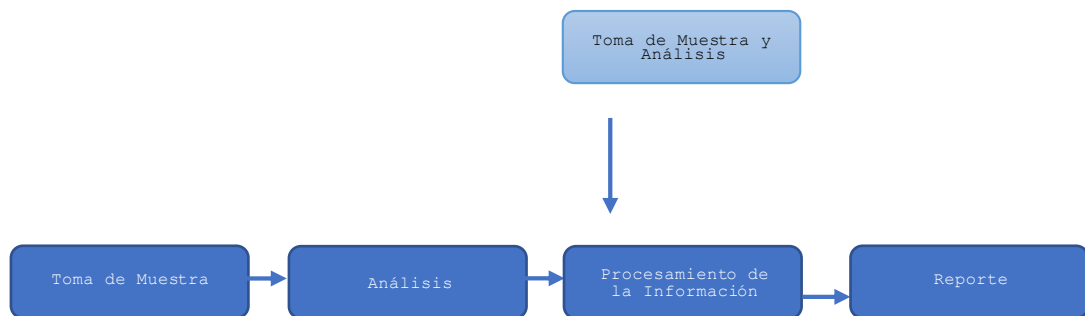 Toma de Muestra y
Análisis
Toma de Muestra
Análisis
Procesamiento de
la Información
Reporte